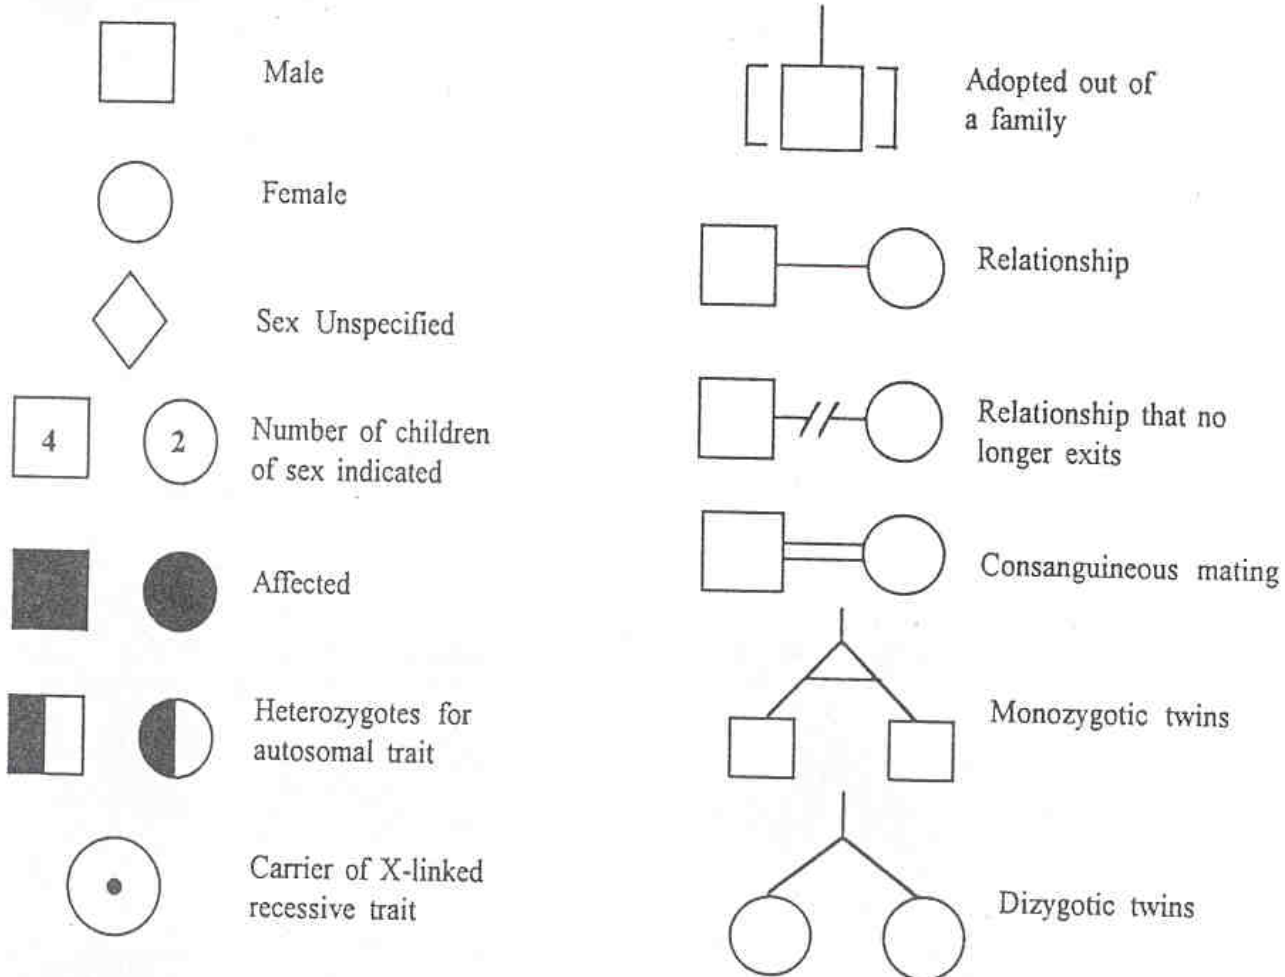 Male
Female
Sex Unspecified
4 2 Number of children
of sex indicated
Affected
Heterozygotes for
autosomal trait
Carrier of X-linked
recessive trait
Adopted out of
a family
Relationship
Relationship that no
longer exits
Consanguineous mating
Monozygotic twins
Dizygotic twins